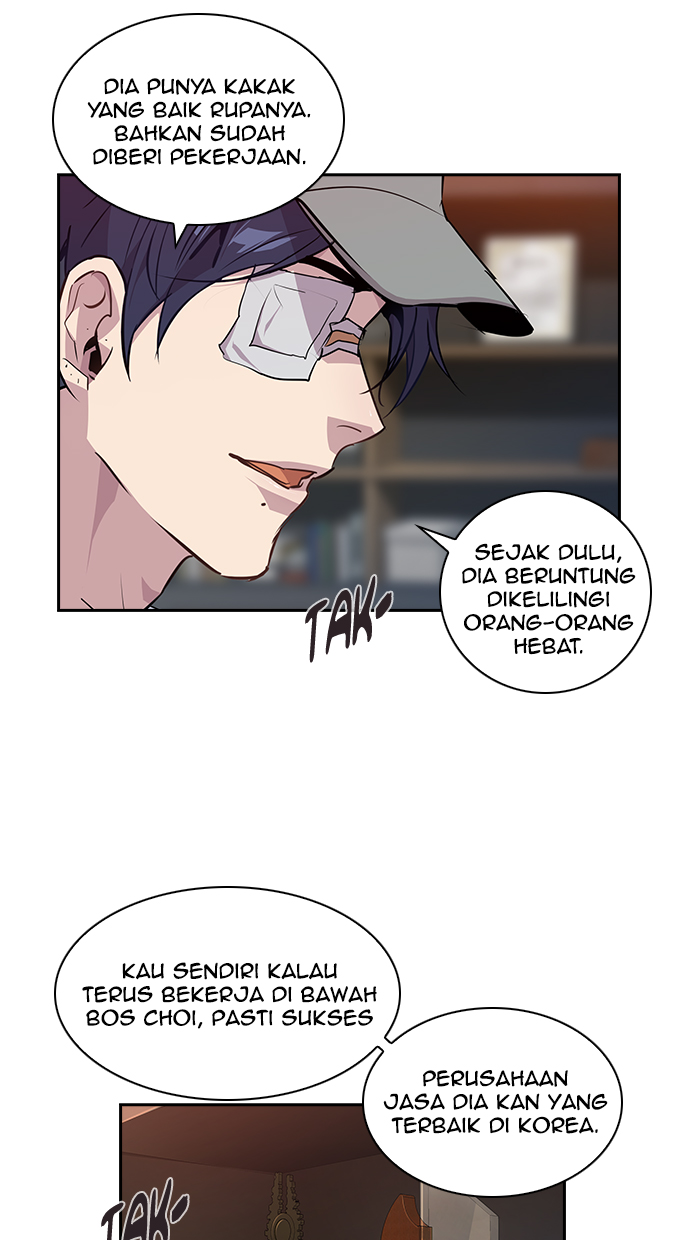 DIA PUNYA KAKAK
YANG BAIK RUPANYA.
BAHKAN SUDAH
DIBERI PEKERJAAN.
SEJAK DULU,
DIA BERUNTUNG
DIKELILINGI
ORANG-ORANG
HEBAT.
TAK
KAU SENDIRI KALAU
TERUS BEKERJA DI BAWAH
BOS CHOI, PASTI SUKSES
PERUSAHAAN
JASA DIA KAN YANG
TERBAIK DI KOREA.
TAK